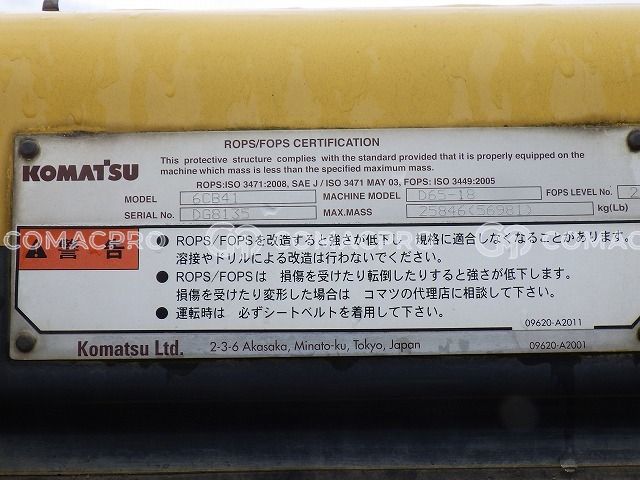 ROPS/FOPS CERTIFICATION
KOMATSU
This protective structure complies with the standard provided that it is properly equipped on the
machine which mass is less than the specified maximum mass.
ROPS:ISO 3471:2008, SAE J / ISO 3471 MAY 03, FOPS: ISO 3449:2005
MODEL 6CB41 MACHINE MODEL D65-18 FOPS LEVEL NO. 2
SERIAL NO. DG8135 MAX.MASS 25846(56981) kg(Lb)
COMACPRO COMACPRO COMACPRO
警告
● ROPS/FOPSを改造すると強さが低下し 規格に適合しなくなることがあります。
溶接やドリルによる改造は行わないでください。
● ROPS/FOPSは 損傷を受けたり転倒したりすると強さが低下します。
損傷を受けたり変形した場合は コマツの代理店に相談して下さい。
● 運転時は 必ずシートベルトを着用して下さい。
09620-A2011
Komatsu Ltd. 2-3-6 Akasaka, Minato-ku, Tokyo, Japan 09620-A2001